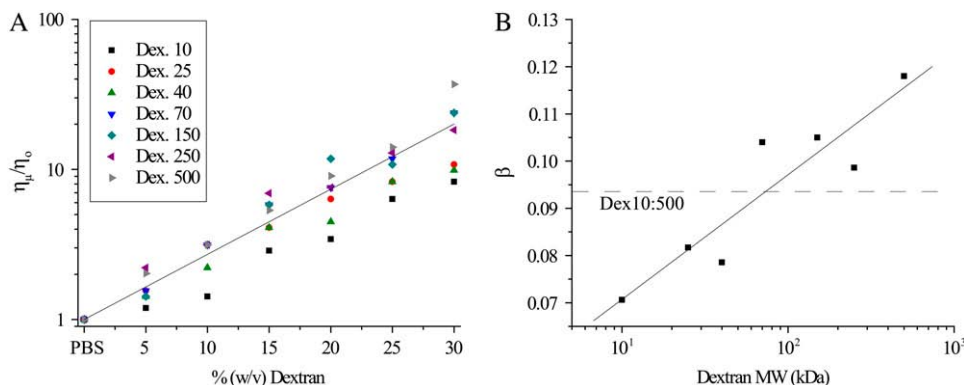 A
B
100
10
1
ημ/ηo
Dex. 10
Dex. 25
Dex. 40
Dex. 70
Dex. 150
Dex. 250
Dex. 500
PBS 5 10 15 20 25 30
% (w/v) Dextran
0.13
0.12
0.11
0.10
0.09
0.08
0.07
β
Dex10:500
10^1 10^2 10^3
Dextran MW (kDa)